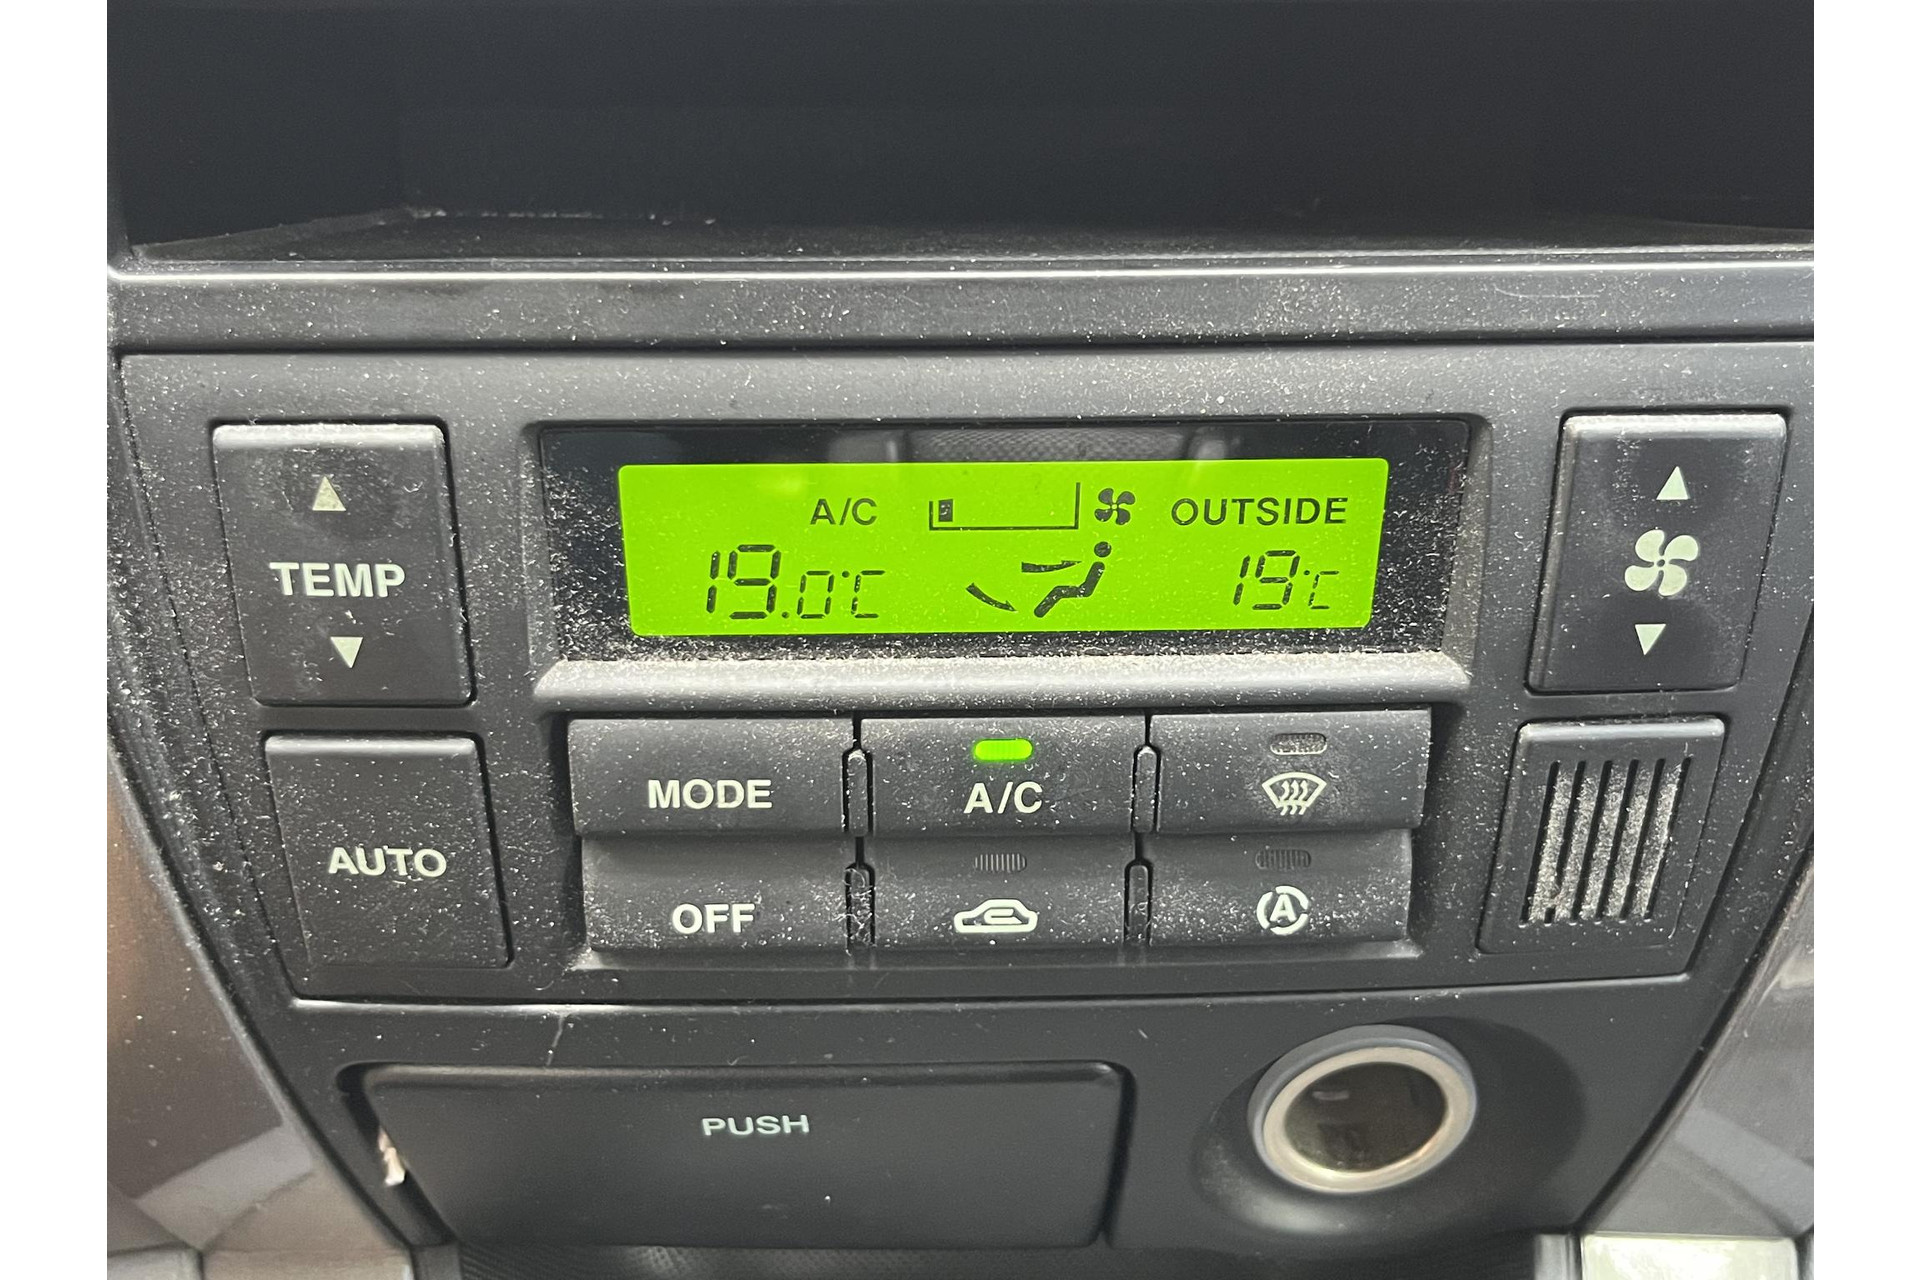 A/C OUTSIDE
19.0°C 19°C
TEMP
MODE A/C
AUTO
OFF A
PUSH